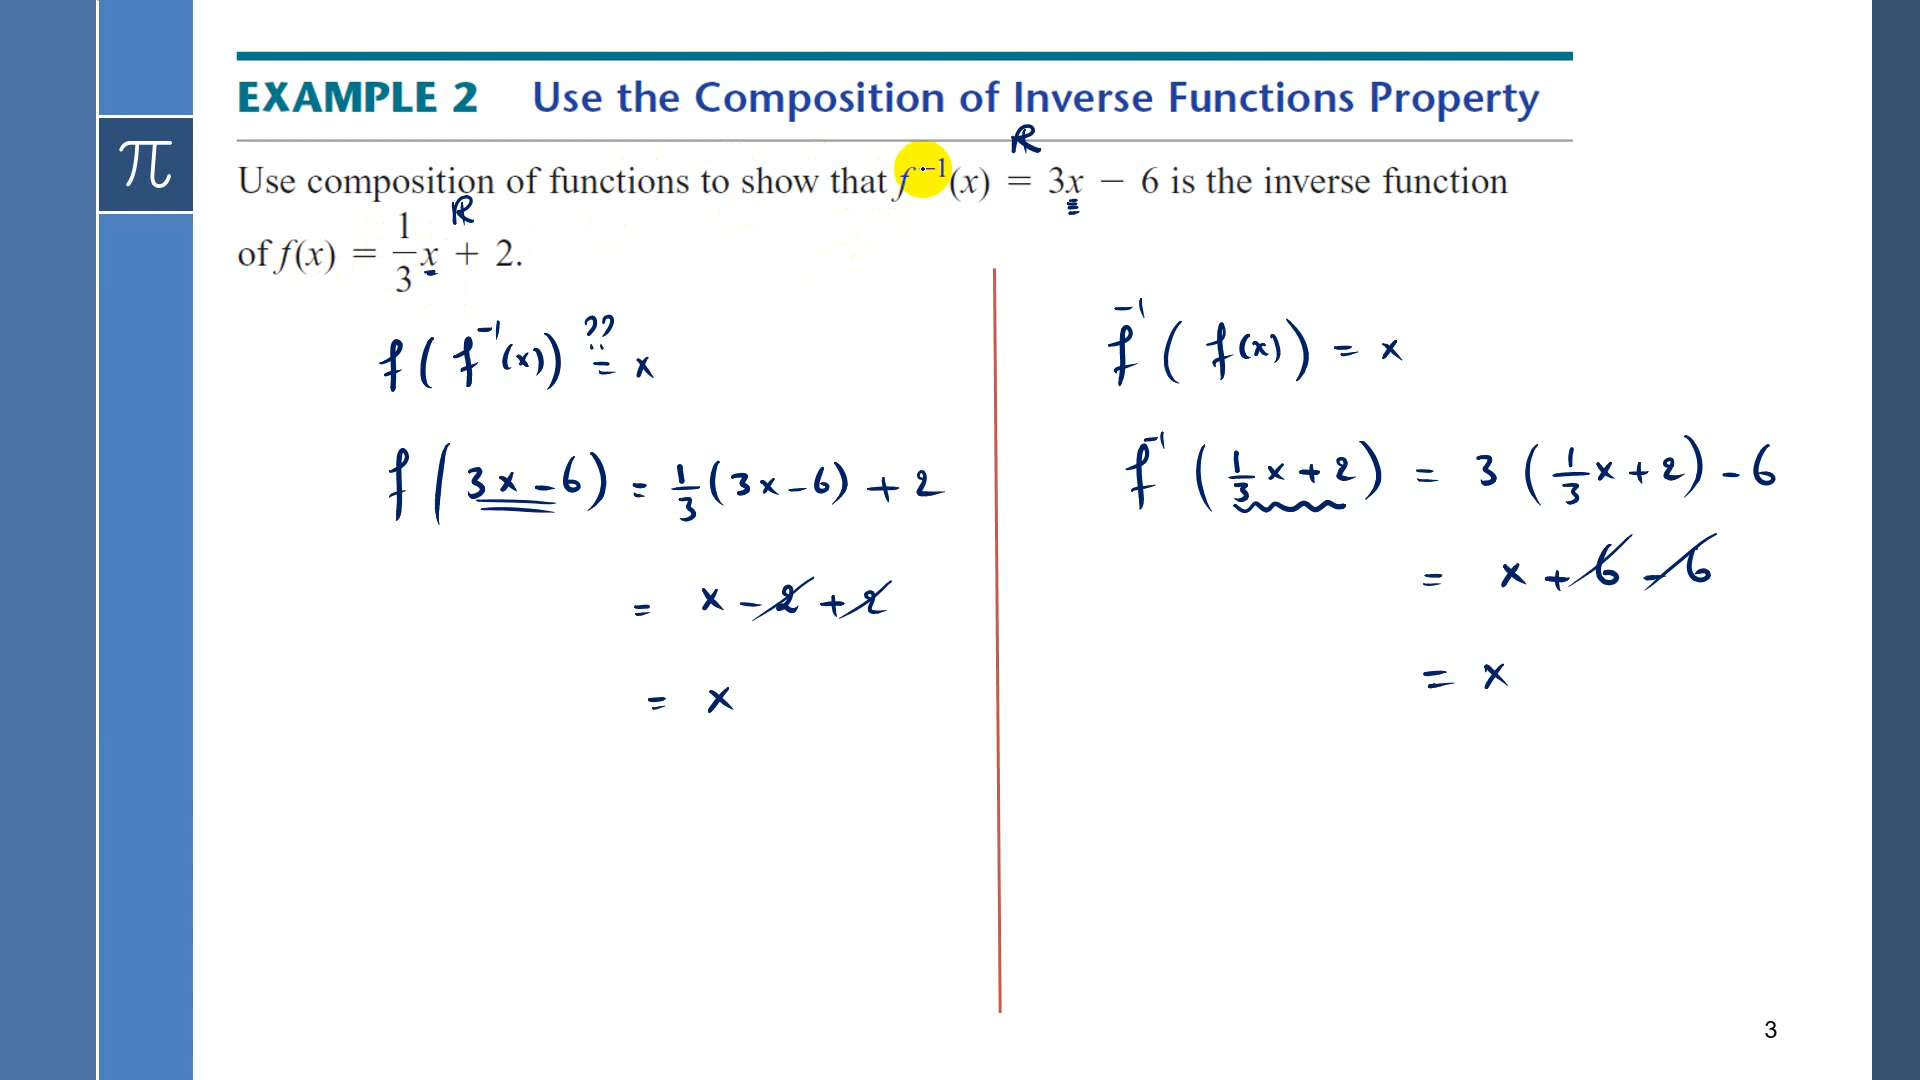 π
EXAMPLE 2 Use the Composition of Inverse Functions Property
ℝ
Use composition of functions to show that f⁻¹(x) = 3x − 6 is the inverse function
ℝ
of f(x) = 1/3 x + 2.
f(f⁻¹(x)) ?? = x
f(3x − 6) = 1/3 (3x − 6) + 2
= x − 2 + 2
= x
f⁻¹(f(x)) = x
f⁻¹(1/3 x + 2) = 3(1/3 x + 2) − 6
= x + 6 − 6
= x
3